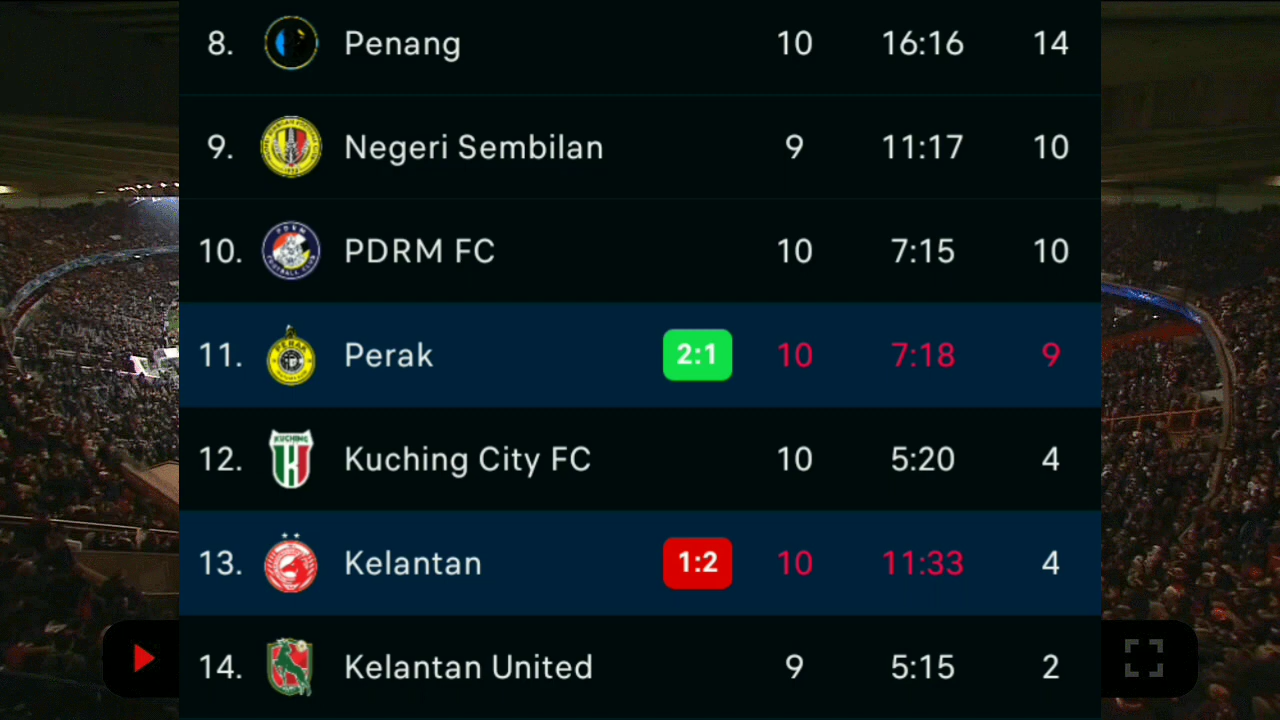 8. Penang 10 16:16 14
9. Negeri Sembilan 9 11:17 10
10. PDRM FC 10 7:15 10
11. PERAK Perak 2:1 10 7:18 9
12. KUCHING Kuching City FC 10 5:20 4
13. Kelantan 1:2 10 11:33 4
14. Kelantan United 9 5:15 2